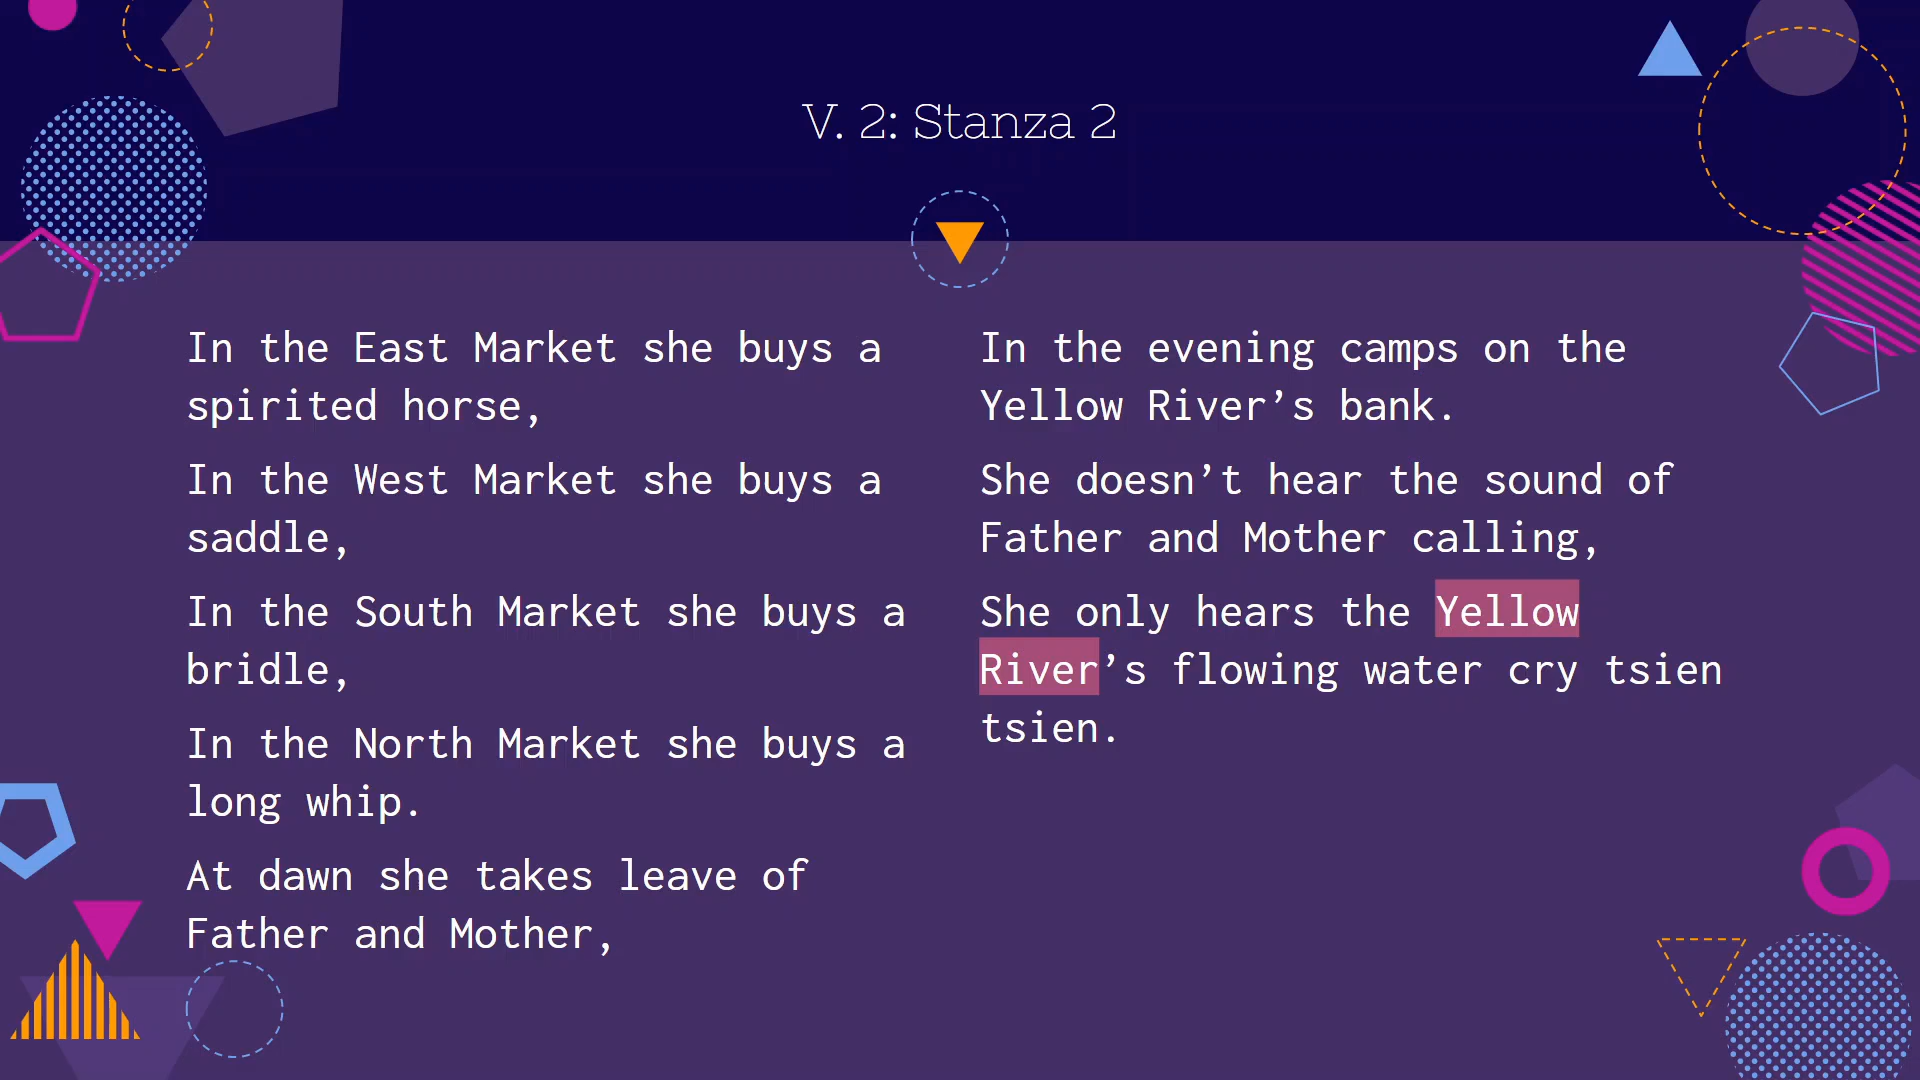 V. 2: Stanza 2
In the East Market she buys a
spirited horse,
In the West Market she buys a
saddle,
In the South Market she buys a
bridle,
In the North Market she buys a
long whip.
At dawn she takes leave of
Father and Mother,
In the evening camps on the
Yellow River’s bank.
She doesn’t hear the sound of
Father and Mother calling,
She only hears the Yellow
River’s flowing water cry tsien
tsien.